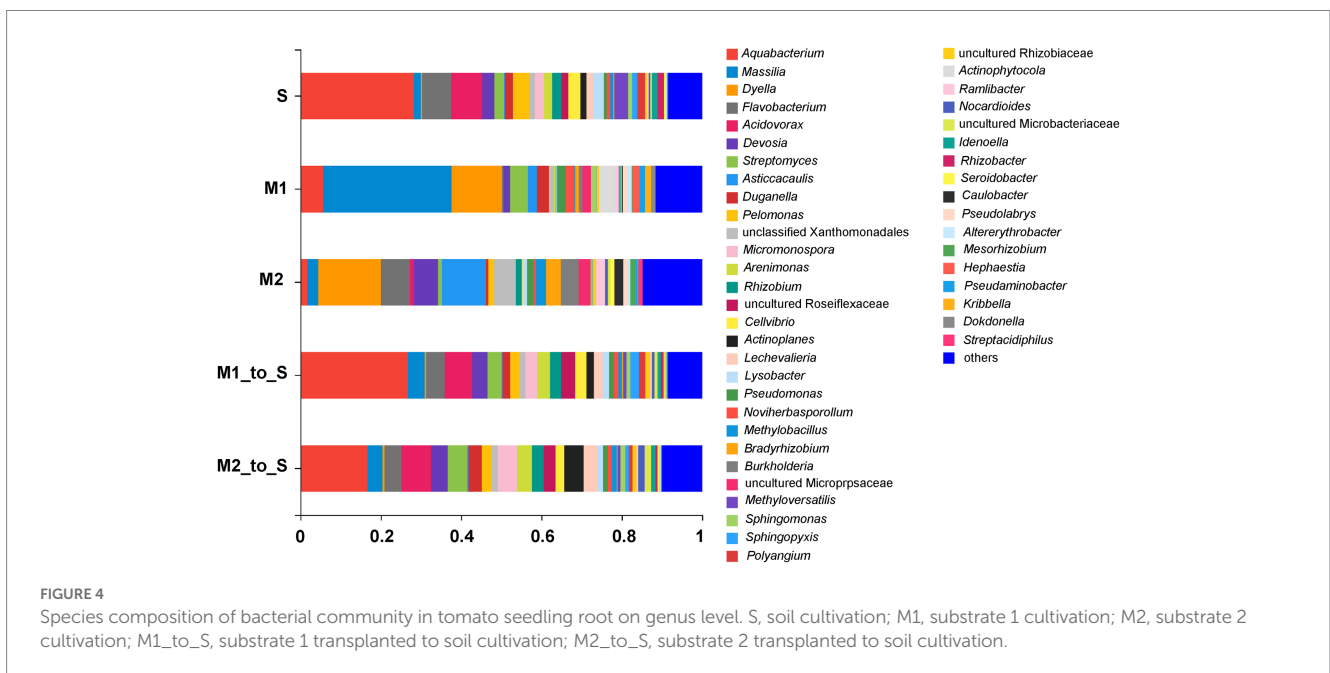 S
M1
M2
M1_to_S
M2_to_S
0 0.2 0.4 0.6 0.8 1
Aquabacterium
Massilia
Dyella
Flavobacterium
Acidovorax
Devosia
Streptomyces
Asticcacaulis
Duganella
Pelomonas
unclassified Xanthomonadales
Micromonospora
Arenimonas
Rhizobium
uncultured Roseiflexaceae
Cellvibrio
Actinoplanes
Lechevalieria
Lysobacter
Pseudomonas
Noviherbasporollum
Methylobacillus
Bradyrhizobium
Burkholderia
uncultured Microprpsaceae
Methyloversatilis
Sphingomonas
Sphingopyxis
Polyangium
uncultured Rhizobiaceae
Actinophytocola
Ramlibacter
Nocardioides
uncultured Microbacteriaceae
Idenoella
Rhizobacter
Seroidobacter
Caulobacter
Pseudolabrys
Altererythrobacter
Mesorhizobium
Hephaestia
Pseudaminobacter
Kribbella
Dokdonella
Streptacidiphilus
others
FIGURE 4
Species composition of bacterial community in tomato seedling root on genus level. S, soil cultivation; M1, substrate 1 cultivation; M2, substrate 2
cultivation; M1_to_S, substrate 1 transplanted to soil cultivation; M2_to_S, substrate 2 transplanted to soil cultivation.